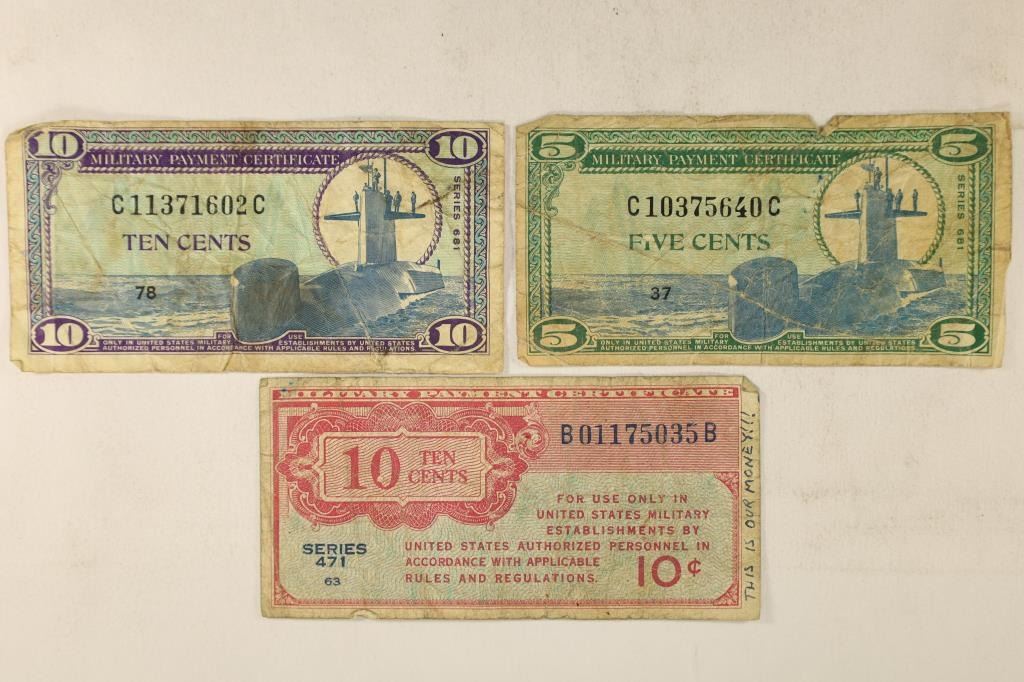 10 10
MILITARY PAYMENT CERTIFICATE
C11371602C
TEN CENTS
SERIES 681
78
10 10
FOR USE
ONLY IN UNITED STATES MILITARY ESTABLISHMENTS BY UNITED STATES
AUTHORIZED PERSONNEL IN ACCORDANCE WITH APPLICABLE RULES AND REGULATIONS.
5 5
MILITARY PAYMENT CERTIFICATE
C10375640C
FIVE CENTS
SERIES 681
37
5 5
FOR USE
ONLY IN UNITED STATES MILITARY ESTABLISHMENTS BY UNITED STATES
AUTHORIZED PERSONNEL IN ACCORDANCE WITH APPLICABLE RULES AND REGULATIONS
MILITARY PAYMENT CERTIFICATE
B01175035B
10 TEN
CENTS
FOR USE ONLY IN
UNITED STATES MILITARY
ESTABLISHMENTS BY
UNITED STATES AUTHORIZED PERSONNEL IN
ACCORDANCE WITH APPLICABLE
RULES AND REGULATIONS.
SERIES
471
63
10¢
THIS IS OUR MONEY!!!